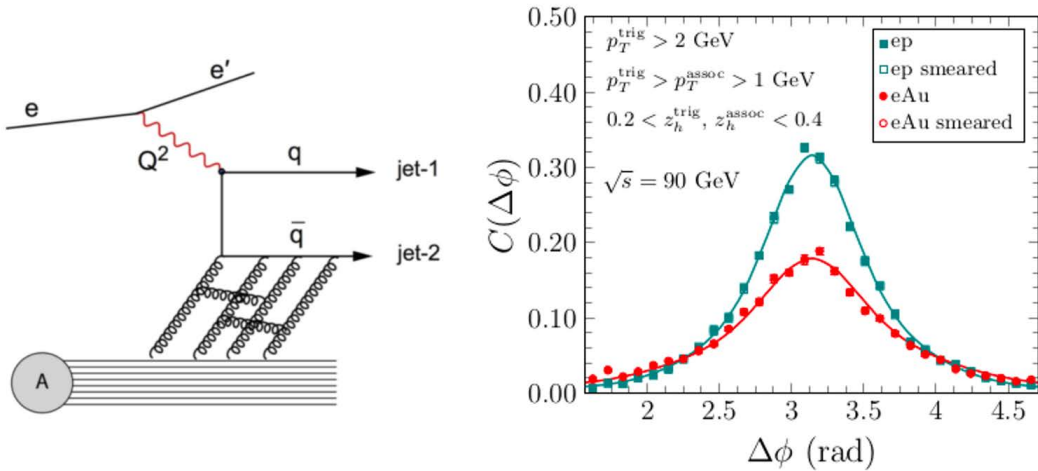 e
e′
Q²
q
jet-1
q̄
jet-2
A
C(Δϕ)
0.50
0.40
0.30
0.20
0.10
0.00
p_T^trig > 2 GeV
p_T^trig > p_T^assoc > 1 GeV
0.2 < z_h^trig, z_h^assoc < 0.4
√s = 90 GeV
ep
ep smeared
eAu
eAu smeared
2
2.5
3
3.5
4
4.5
Δϕ (rad)